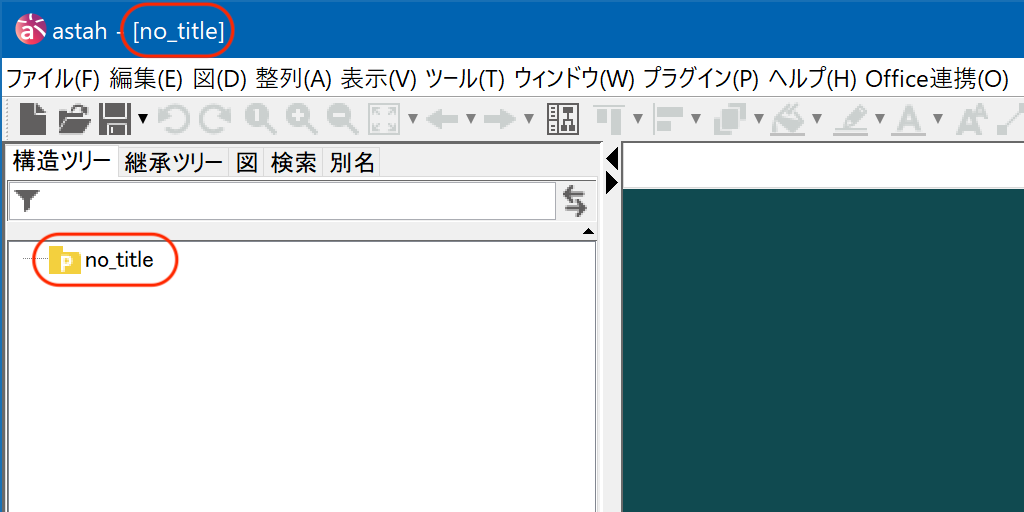 astah - [no_title]
ファイル(F) 編集(E) 図(D) 整列(A) 表示(V) ツール(T) ウィンドウ(W) プラグイン(P) ヘルプ(H) Office連携(O)
構造ツリー 継承ツリー 図 検索 別名
no_title